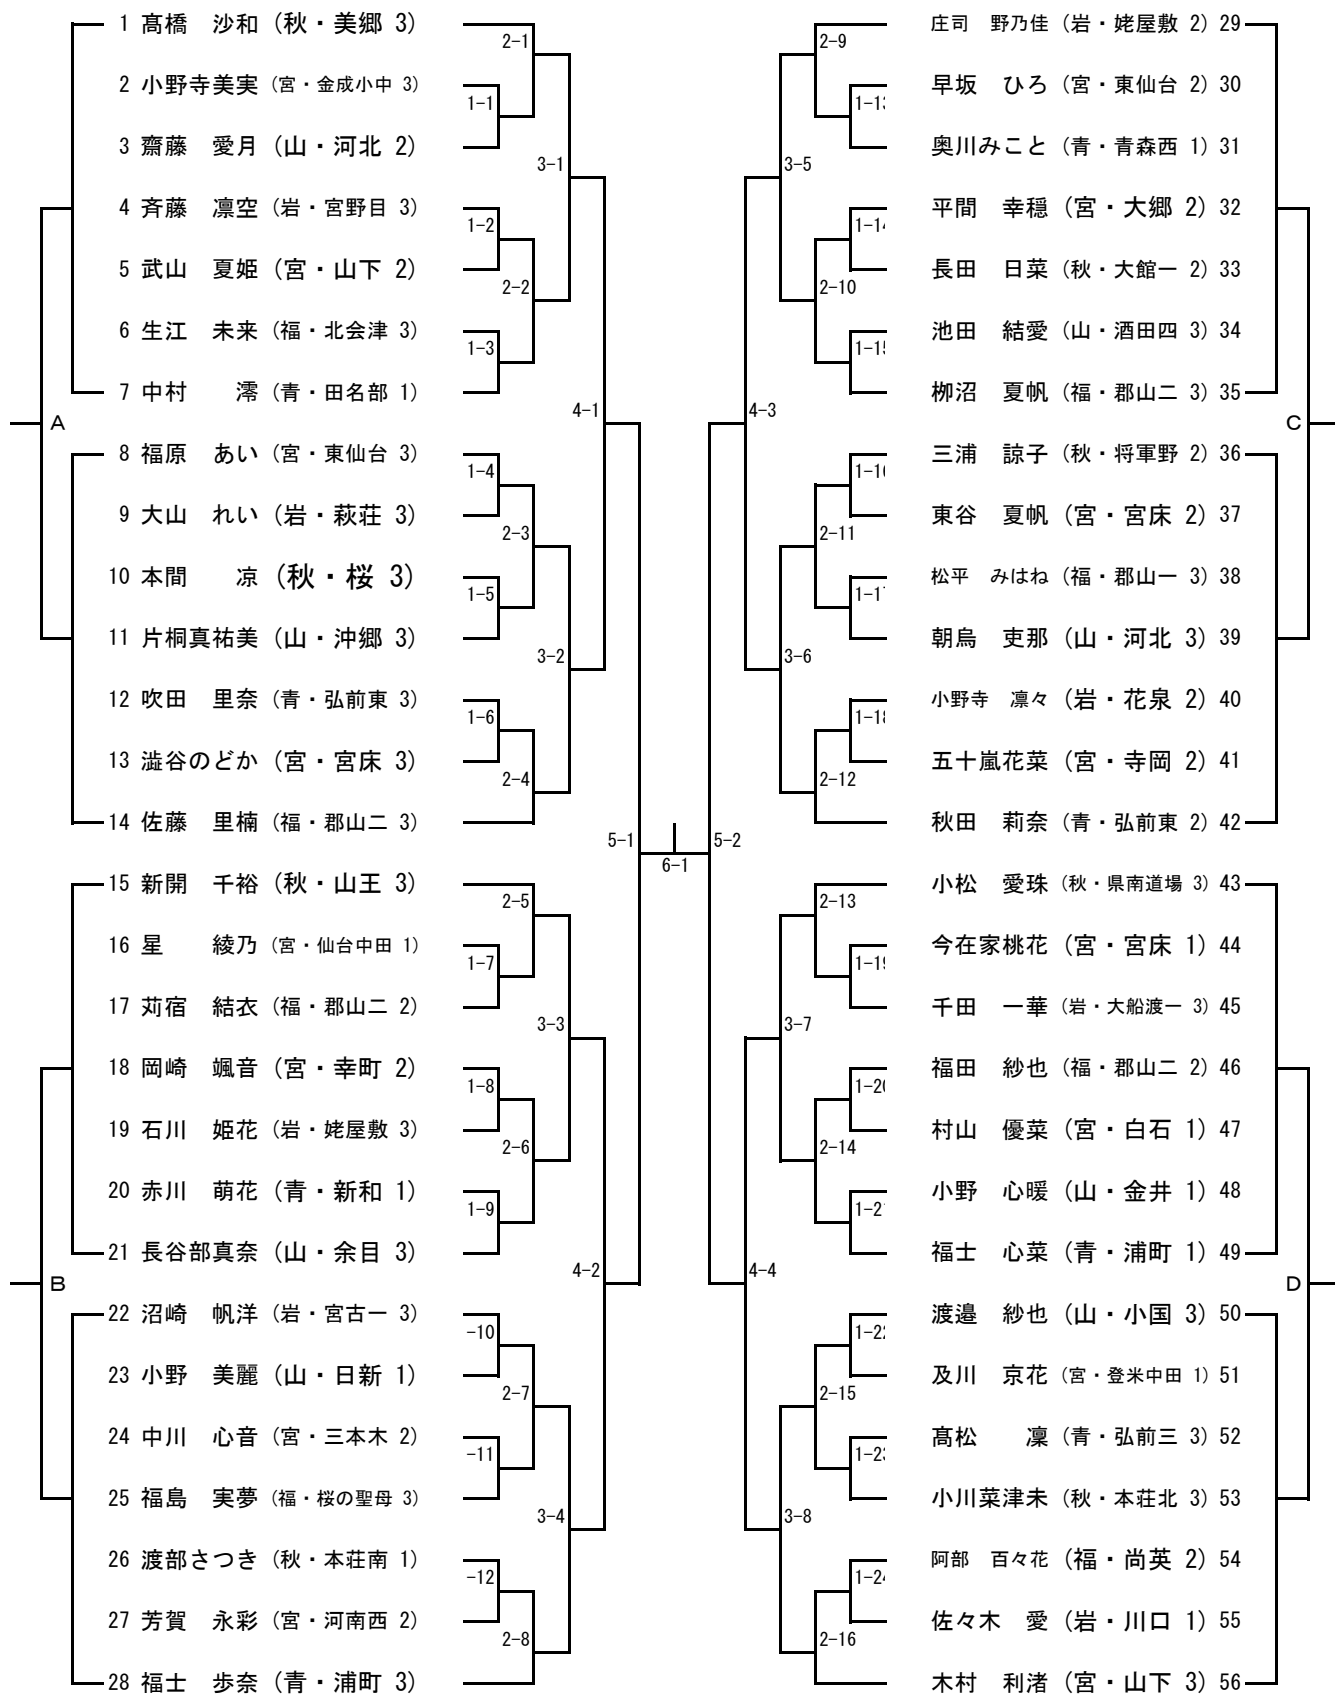 1 髙橋　沙和 (秋・美郷 3)
2 小野寺美実 (宮・金成小中 3)
3 齋藤　愛月 (山・河北 2)
4 斉藤　凛空 (岩・宮野目 3)
5 武山　夏姫 (宮・山下 2)
6 生江　未来 (福・北会津 3)
7 中村　　澪 (青・田名部 1)
8 福原　あい (宮・東仙台 3)
9 大山　れい (岩・萩荘 3)
10 本間　　凉 (秋・桜 3)
11 片桐真祐美 (山・沖郷 3)
12 吹田　里奈 (青・弘前東 3)
13 澁谷のどか (宮・宮床 3)
14 佐藤　里楠 (福・郡山二 3)
15 新開　千裕 (秋・山王 3)
16 星　　綾乃 (宮・仙台中田 1)
17 苅宿　結衣 (福・郡山二 2)
18 岡崎　颯音 (宮・幸町 2)
19 石川　姫花 (岩・姥屋敷 3)
20 赤川　萌花 (青・新和 1)
21 長谷部真奈 (山・余目 3)
22 沼崎　帆洋 (岩・宮古一 3)
23 小野　美麗 (山・日新 1)
24 中川　心音 (宮・三本木 2)
25 福島　実夢 (福・桜の聖母 3)
26 渡部さつき (秋・本荘南 1)
27 芳賀　永彩 (宮・河南西 2)
28 福士　歩奈 (青・浦町 3)
A
B
2-1
1-1
3-1
1-2
2-2
1-3
4-1
1-4
2-3
1-5
3-2
1-6
2-4
5-1
2-5
1-7
3-3
1-8
2-6
1-9
4-2
-10
2-7
-11
3-4
-12
2-8
6-1
2-9
1-13
3-5
1-14
2-10
1-15
4-3
1-16
2-11
1-17
3-6
1-18
2-12
5-2
2-13
1-19
3-7
1-20
2-14
1-21
4-4
1-22
2-15
1-23
3-8
1-24
2-16
庄司　野乃佳 (岩・姥屋敷 2) 29
早坂　ひろ (宮・東仙台 2) 30
奥川みこと (青・青森西 1) 31
平間　幸穏 (宮・大郷 2) 32
長田　日菜 (秋・大館一 2) 33
池田　結愛 (山・酒田四 3) 34
栁沼　夏帆 (福・郡山二 3) 35
三浦　諒子 (秋・将軍野 2) 36
東谷　夏帆 (宮・宮床 2) 37
松平　みはね (福・郡山一 3) 38
朝烏　吏那 (山・河北 3) 39
小野寺　凛々 (岩・花泉 2) 40
五十嵐花菜 (宮・寺岡 2) 41
秋田　莉奈 (青・弘前東 2) 42
小松　愛珠 (秋・県南道場 3) 43
今在家桃花 (宮・宮床 1) 44
千田　一華 (岩・大船渡一 3) 45
福田　紗也 (福・郡山二 2) 46
村山　優菜 (宮・白石 1) 47
小野　心暖 (山・金井 1) 48
福士　心菜 (青・浦町 1) 49
渡邉　紗也 (山・小国 3) 50
及川　京花 (宮・登米中田 1) 51
髙松　　凜 (青・弘前三 3) 52
小川菜津未 (秋・本荘北 3) 53
阿部　百々花 (福・尚英 2) 54
佐々木　愛 (岩・川口 1) 55
木村　利渚 (宮・山下 3) 56
C
D